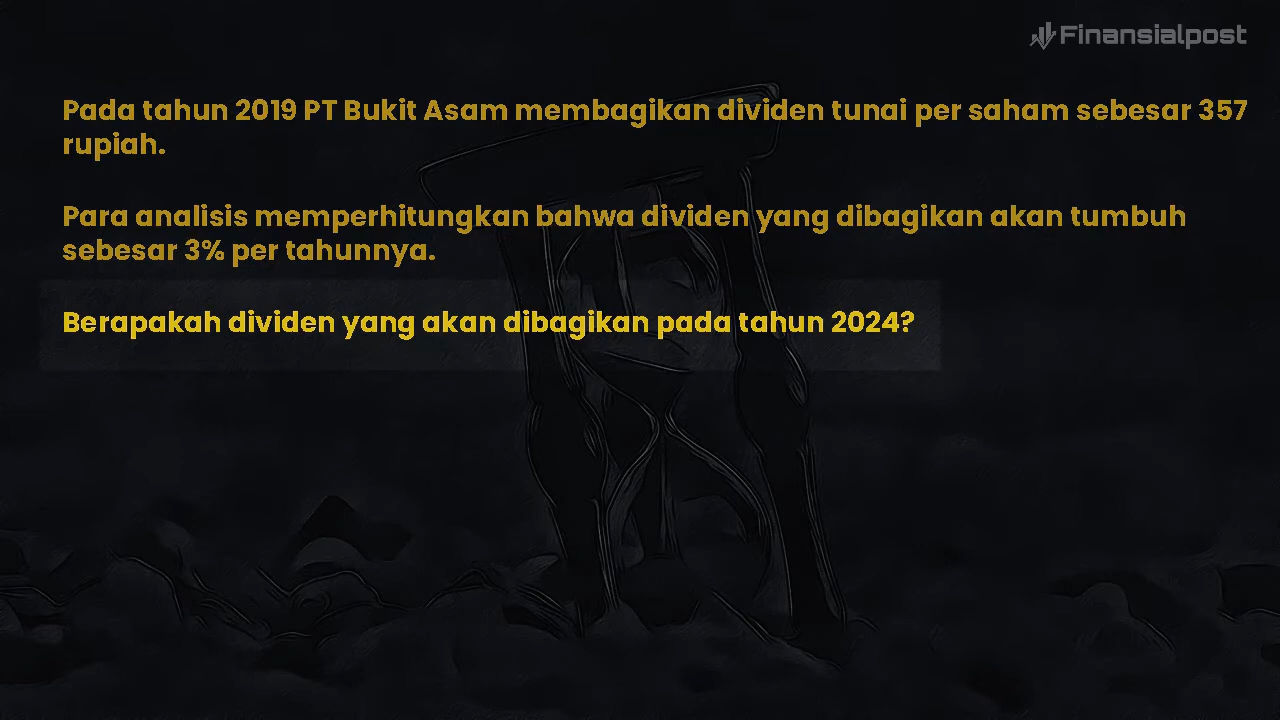 Finansialpost
Pada tahun 2019 PT Bukit Asam membagikan dividen tunai per saham sebesar 357
rupiah.
Para analisis memperhitungkan bahwa dividen yang dibagikan akan tumbuh
sebesar 3% per tahunnya.
Berapakah dividen yang akan dibagikan pada tahun 2024?